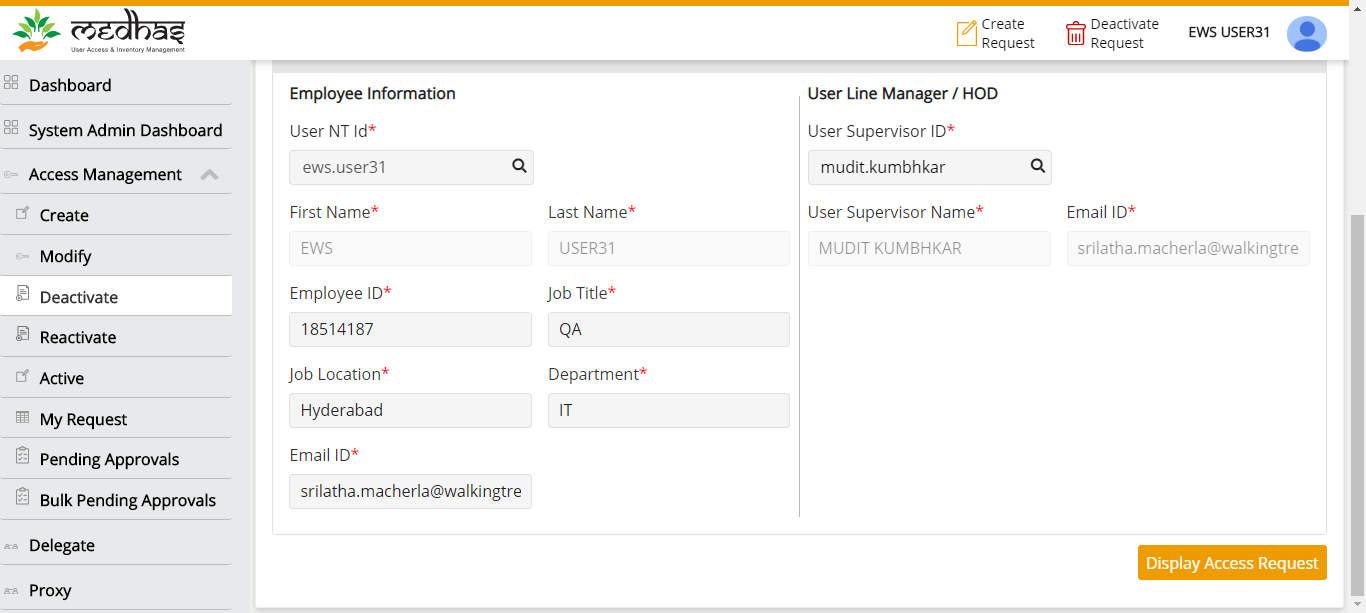 medhas
User Access & Inventory Management
Create
Request
Deactivate
Request
EWS USER31
Dashboard
System Admin Dashboard
Access Management
Create
Modify
Deactivate
Reactivate
Active
My Request
Pending Approvals
Bulk Pending Approvals
Delegate
Proxy
Employee Information
User NT Id*
ews.user31
First Name* Last Name*
EWS USER31
Employee ID* Job Title*
18514187 QA
Job Location* Department*
Hyderabad IT
Email ID*
srilatha.macherla@walkingtre
User Line Manager / HOD
User Supervisor ID*
mudit.kumbhkar
User Supervisor Name* Email ID*
MUDIT KUMBHKAR srilatha.macherla@walkingtre
Display Access Request